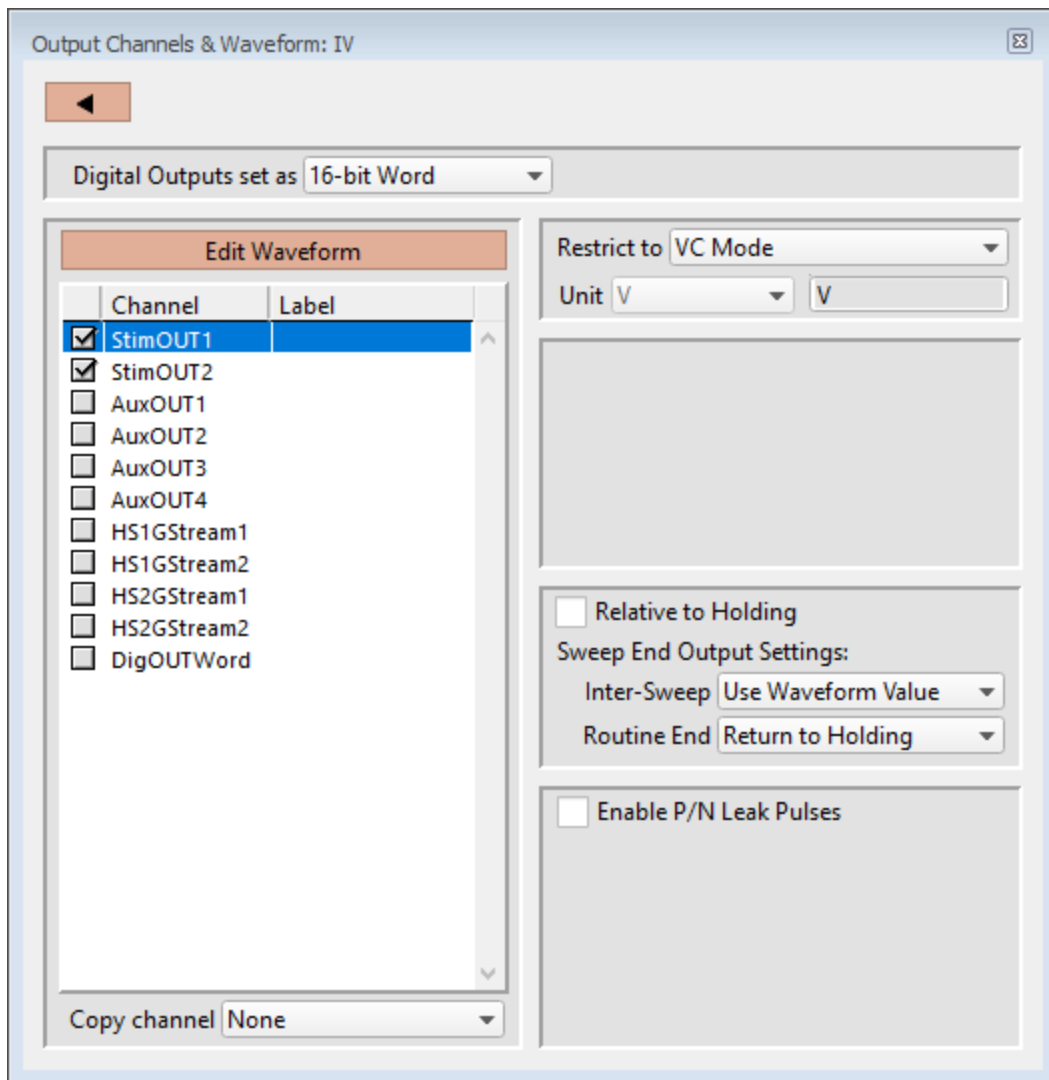 Output Channels & Waveform: IV
Digital Outputs set as 16-bit Word
Edit Waveform
Channel Label
StimOUT1
StimOUT2
AuxOUT1
AuxOUT2
AuxOUT3
AuxOUT4
HS1GStream1
HS1GStream2
HS2GStream1
HS2GStream2
DigOUTWord
Copy channel None
Restrict to VC Mode
Unit V V
Relative to Holding
Sweep End Output Settings:
Inter-Sweep Use Waveform Value
Routine End Return to Holding
Enable P/N Leak Pulses